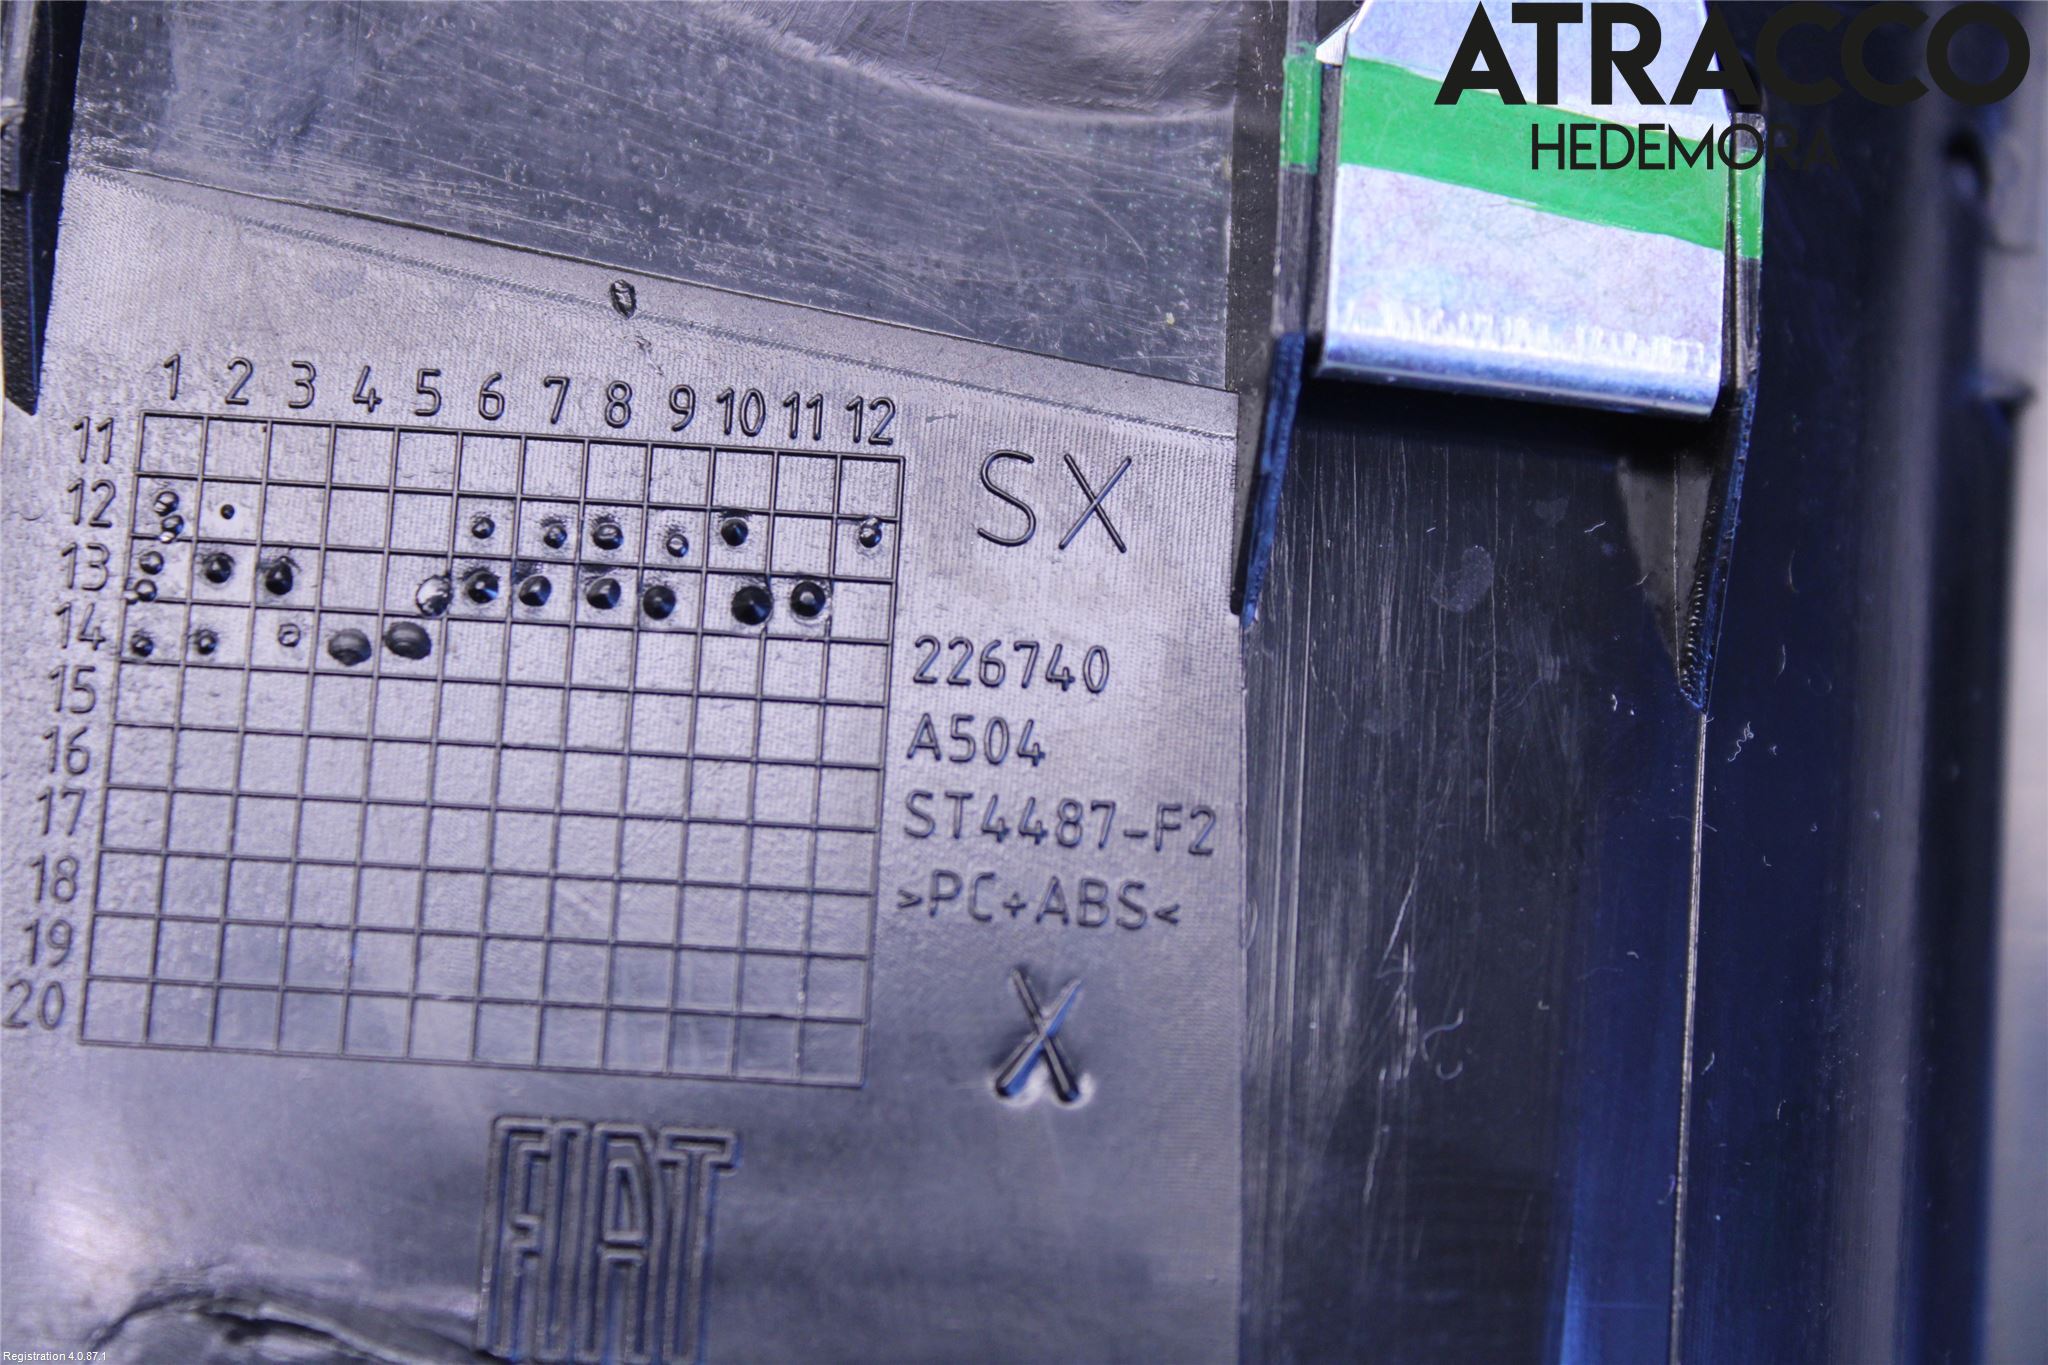 ATRACCO
HEDEMORA
1 2 3 4 5 6 7 8 9 10 11 12
11
12
13
14
15
16
17
18
19
20
SX
226740
A504
ST4487-F2
>PC+ABS<
X
FIAT
Registration 4.0.87.1